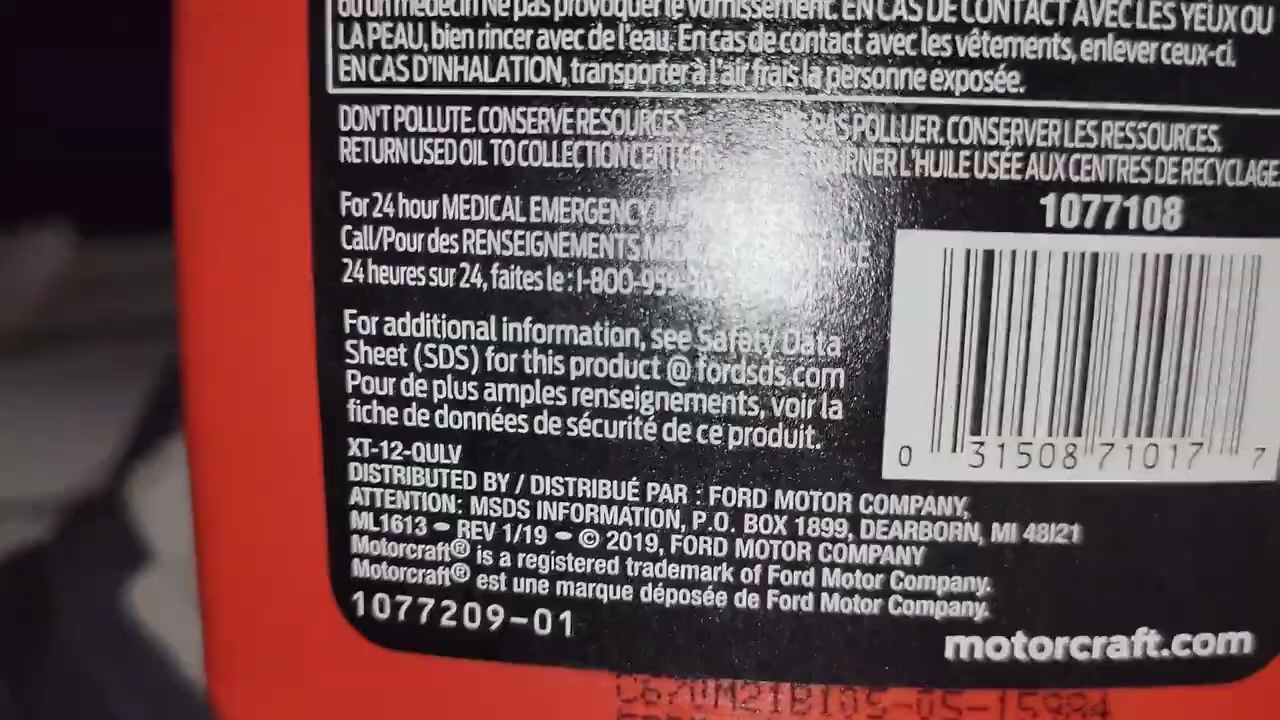 ou un médecin Ne pas provoquer le vomissement. EN CAS DE CONTACT AVEC LES YEUX OU
LA PEAU, bien rincer avec de l'eau. En cas de contact avec les vêtements, enlever ceux-ci.
EN CAS D'INHALATION, transporter à l'air frais la personne exposée.
DON'T POLLUTE. CONSERVE RESOURCES
RETURN USED OIL TO COLLECTION
PAS POLLUER. CONSERVER LES RESSOURCES.
L'HUILE USÉE AUX CENTRES DE RECYCLAGE
For 24 hour MEDICAL EMERGENCY
Call/Pour des RENSEIGNEMENTS
24 heures sur 24, faites le : 1-800-959-
1077108
For additional information, see Safety Data
Sheet (SDS) for this product @ fordsds.com
Pour de plus amples renseignements, voir la
fiche de données de sécurité de ce produit.
0 31508 71017 7
XT-12-QULV
DISTRIBUTED BY / DISTRIBUÉ PAR : FORD MOTOR COMPANY,
ATTENTION: MSDS INFORMATION, P.O. BOX 1899, DEARBORN, MI 48121
ML1613 – REV 1/19 – © 2019, FORD MOTOR COMPANY
Motorcraft® is a registered trademark of Ford Motor Company.
Motorcraft® est une marque déposée de Ford Motor Company.
1077209-01
motorcraft.com